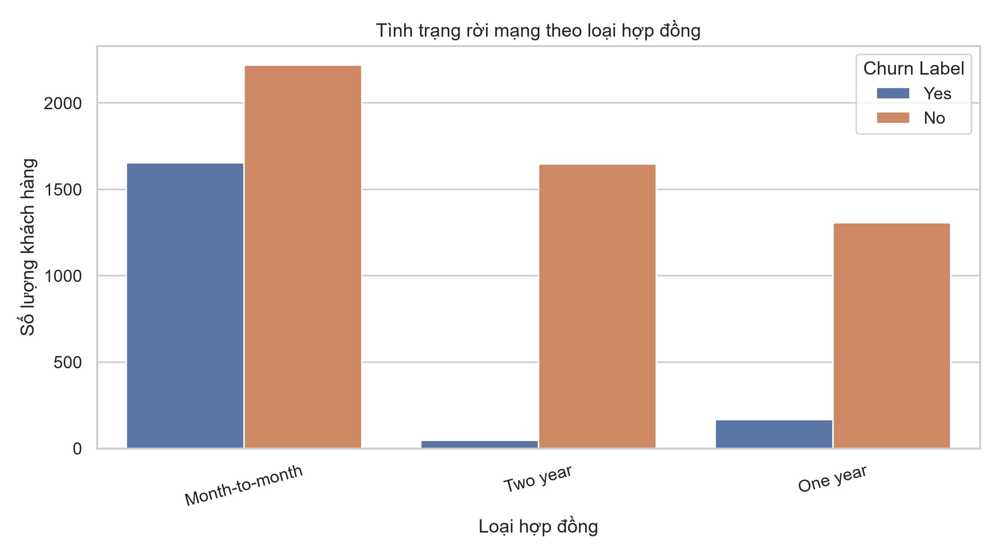 Tình trạng rời mạng theo loại hợp đồng
Churn Label
Yes
No
Số lượng khách hàng
2000
1500
1000
500
0
Month-to-month
Two year
One year
Loại hợp đồng